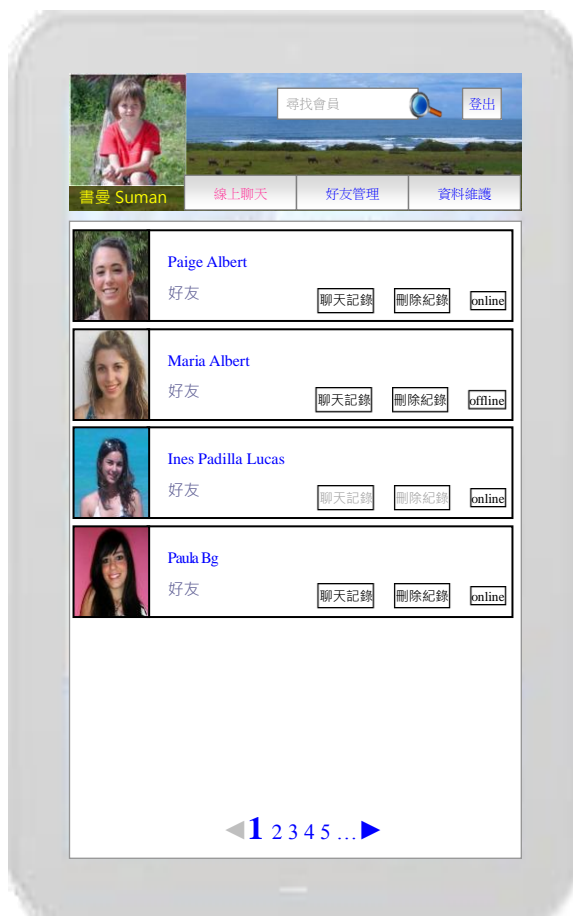 尋找會員
登出
書曼 Suman
線上聊天 好友管理 資料維護
Paige Albert
好友
聊天記錄 刪除紀錄 online
Maria Albert
好友
聊天記錄 刪除紀錄 offline
Ines Padilla Lucas
好友
聊天記錄 刪除紀錄 online
Paula Bg
好友
聊天記錄 刪除紀錄 online
1 2 3 4 5 …